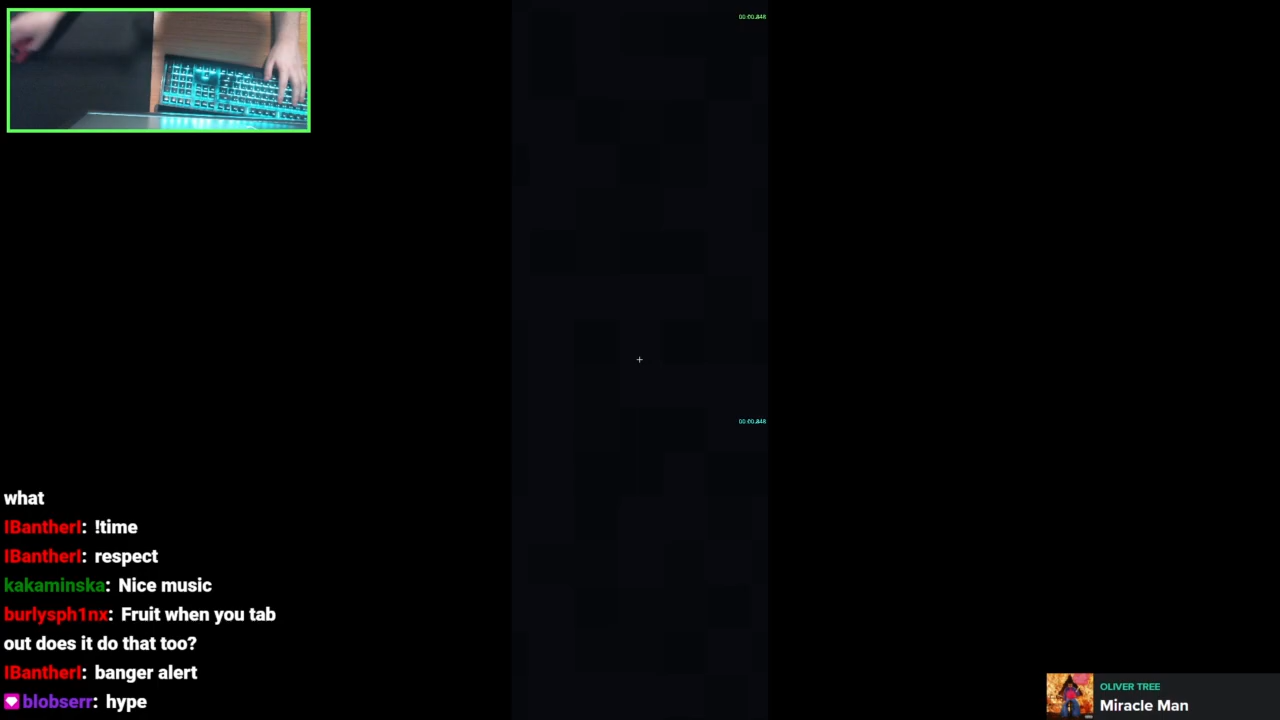 what
IBantherI: !time
IBantherI: respect
kakaminska: Nice music
burlysph1nx: Fruit when you tab
out does it do that too?
IBantherI: banger alert
blobserr: hype
OLIVER TREE
Miracle Man